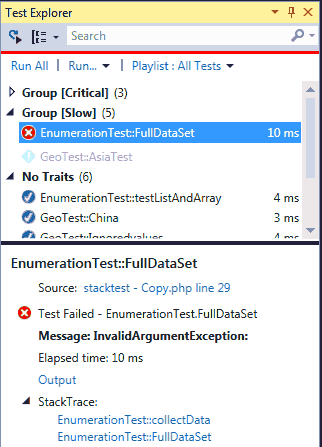 Test Explorer
Search
Run All | Run... | Playlist : All Tests
Group [Critical] (3)
Group [Slow] (5)
EnumerationTest::FullDataSet 10 ms
GeoTest::AsiaTest
No Traits (6)
EnumerationTest::testListAndArray 4 ms
GeoTest::China 3 ms
GeoTest::Ignoredvalues 4 ms
EnumerationTest::FullDataSet
Source: stacktest - Copy.php line 29
Test Failed - EnumerationTest.FullDataSet
Message: InvalidArgumentException:
Elapsed time: 10 ms
Output
StackTrace:
EnumerationTest::collectData
EnumerationTest::FullDataSet